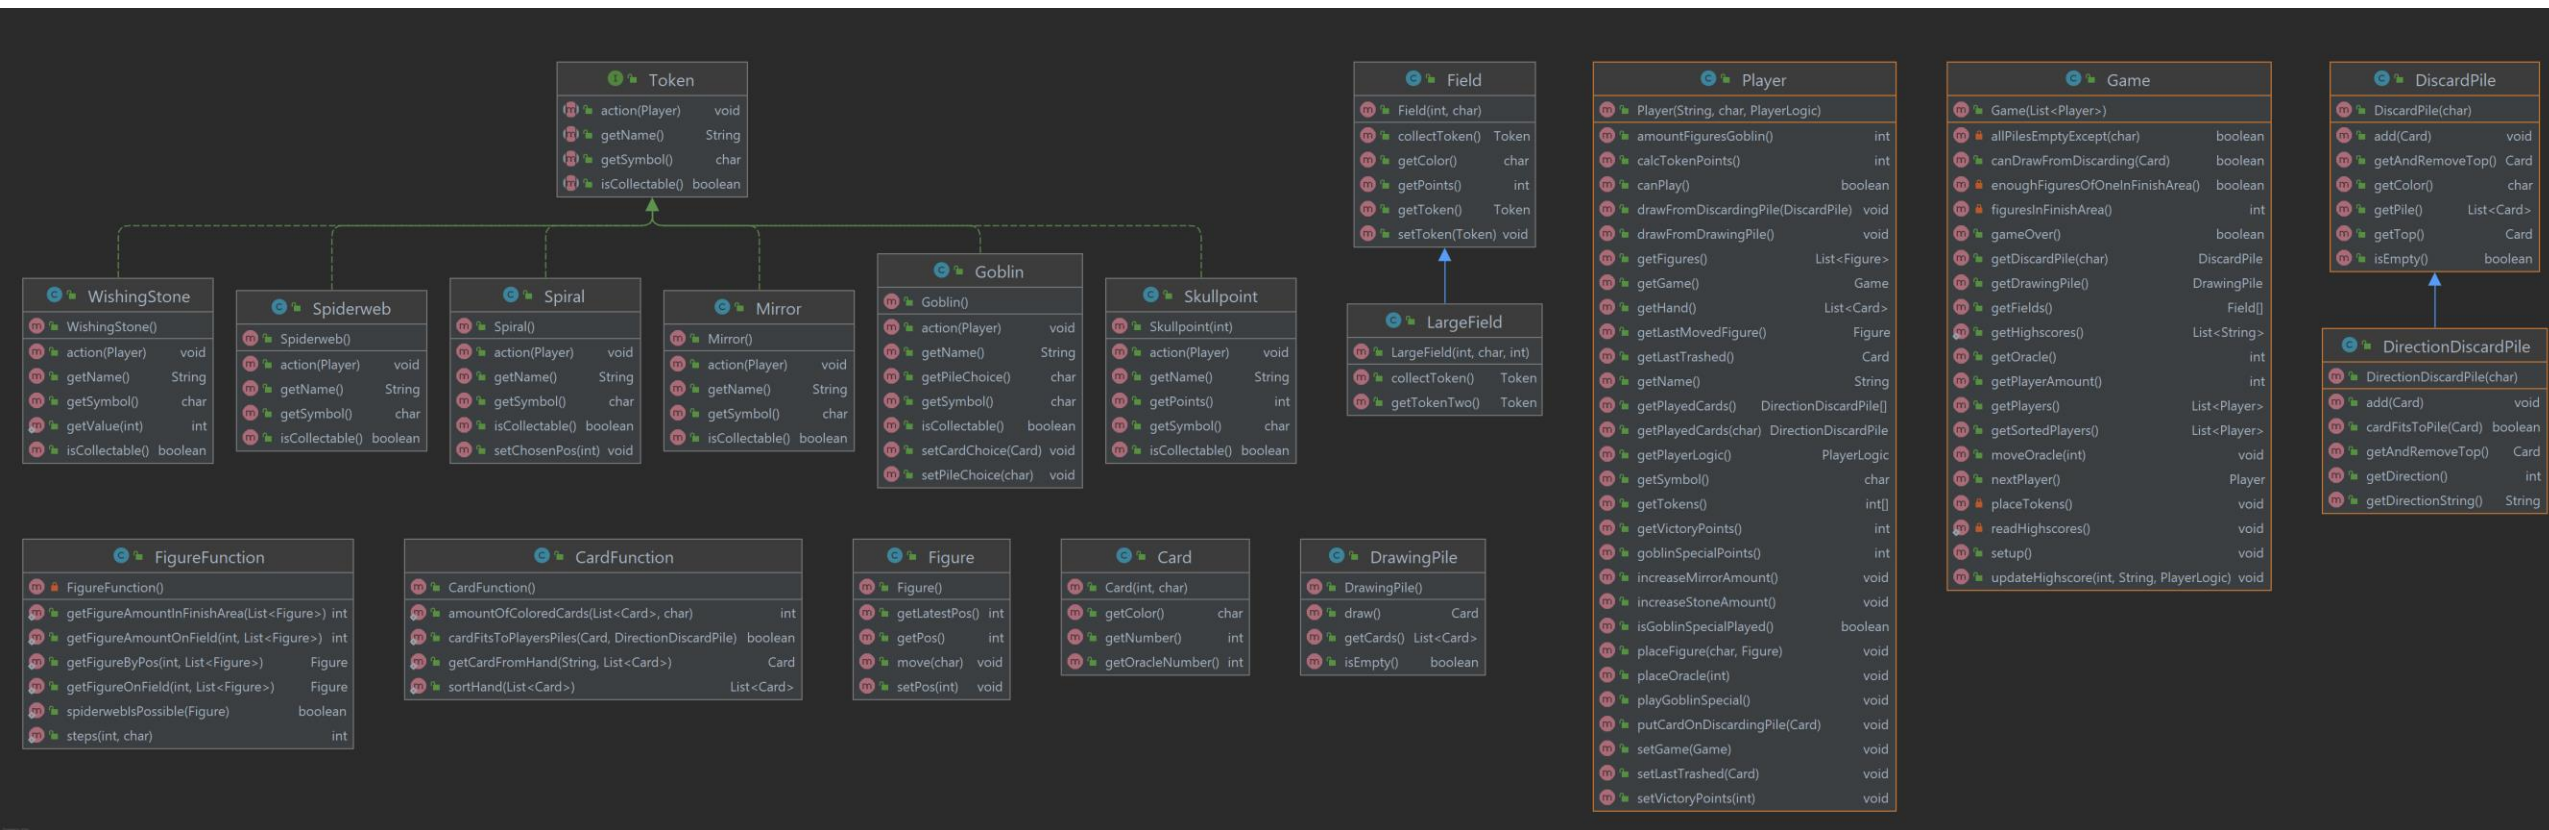 Token
action(Player) void
getName() String
getSymbol() char
isCollectable() boolean
WishingStone
WishingStone()
action(Player) void
getName() String
getSymbol() char
getValue(int) int
isCollectable() boolean
Spiderweb
Spiderweb()
action(Player) void
getName() String
getSymbol() char
isCollectable() boolean
Spiral
Spiral()
action(Player) void
getName() String
getSymbol() char
isCollectable() boolean
setChosenPos(int) void
Mirror
Mirror()
action(Player) void
getName() String
getSymbol() char
isCollectable() boolean
Goblin
Goblin()
action(Player) void
getName() String
getPileChoice() char
getSymbol() char
isCollectable() boolean
setCardChoice(Card) void
setPileChoice(char) void
Skullpoint
Skullpoint(int)
action(Player) void
getName() String
getPoints() int
getSymbol() char
isCollectable() boolean
Field
Field(int, char)
collectToken() Token
getColor() char
getPoints() int
getToken() Token
setToken(Token) void
LargeField
LargeField(int, char, int)
collectToken() Token
getTokenTwo() Token
Player
Player(String, char, PlayerLogic)
amountFiguresGoblin() int
calcTokenPoints() int
canPlay() boolean
drawFromDiscardingPile(DiscardPile) void
drawFromDrawingPile() void
getFigures() List<Figure>
getGame() Game
getHand() List<Card>
getLastMovedFigure() Figure
getLastTrashed() Card
getName() String
getPlayedCards() DirectionDiscardPile[]
getPlayedCards(char) DirectionDiscardPile
getPlayerLogic() PlayerLogic
getSymbol() char
getTokens() int[]
getVictoryPoints() int
goblinSpecialPoints() int
increaseMirrorAmount() void
increaseStoneAmount() void
isGoblinSpecialPlayed() boolean
placeFigure(char, Figure) void
placeOracle(int) void
playGoblinSpecial() void
putCardOnDiscardingPile(Card) void
setGame(Game) void
setLastTrashed(Card) void
setVictoryPoints(int) void
Game
Game(List<Player>)
allPilesEmptyExcept(char) boolean
canDrawFromDiscarding(Card) boolean
enoughFiguresOfOneInFinishArea() boolean
figuresInFinishArea() int
gameOver() boolean
getDiscardPile(char) DiscardPile
getDrawingPile() DrawingPile
getFields() Field[]
getHighscores() List<String>
getOracle() int
getPlayerAmount() int
getPlayers() List<Player>
getSortedPlayers() List<Player>
moveOracle(int) void
nextPlayer() Player
placeTokens() void
readHighscores() void
setup() void
updateHighscore(int, String, PlayerLogic) void
DiscardPile
DiscardPile(char)
add(Card) void
getAndRemoveTop() Card
getColor() char
getPile() List<Card>
getTop() Card
isEmpty() boolean
DirectionDiscardPile
DirectionDiscardPile(char)
add(Card) void
cardFitsToPile(Card) boolean
getAndRemoveTop() Card
getDirection() int
getDirectionString() String
FigureFunction
FigureFunction()
getFigureAmountInFinishArea(List<Figure>) int
getFigureAmountOnField(int, List<Figure>) int
getFigureByPos(int, List<Figure>) Figure
getFigureOnField(int, List<Figure>) Figure
spiderwebIsPossible(Figure) boolean
steps(int, char) int
CardFunction
CardFunction()
amountOfColoredCards(List<Card>, char) int
cardFitsToPlayersPiles(Card, DirectionDiscardPile) boolean
getCardFromHand(String, List<Card>) Card
sortHand(List<Card>) List<Card>
Figure
Figure()
getLatestPos() int
getPos() int
move(char) void
setPos(int) void
Card
Card(int, char)
getColor() char
getNumber() int
getOracleNumber() int
DrawingPile
DrawingPile()
draw() Card
getCards() List<Card>
isEmpty() boolean